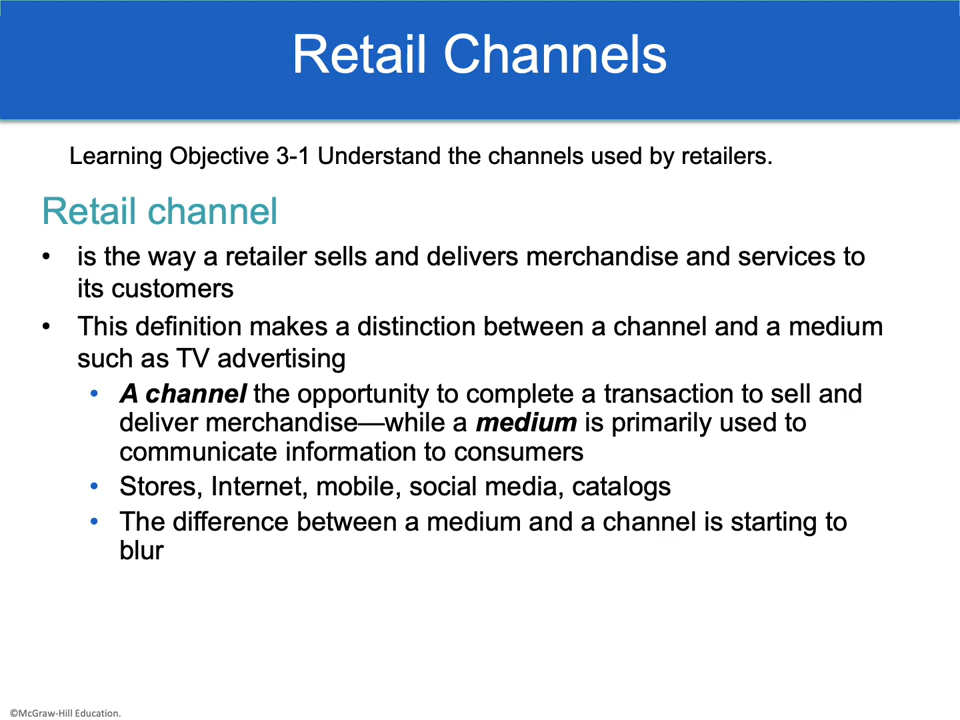 Retail Channels
Learning Objective 3-1 Understand the channels used by retailers.
Retail channel
• is the way a retailer sells and delivers merchandise and services to
its customers
• This definition makes a distinction between a channel and a medium
such as TV advertising
• A channel the opportunity to complete a transaction to sell and
deliver merchandise—while a medium is primarily used to
communicate information to consumers
• Stores, Internet, mobile, social media, catalogs
• The difference between a medium and a channel is starting to
blur
©McGraw-Hill Education.